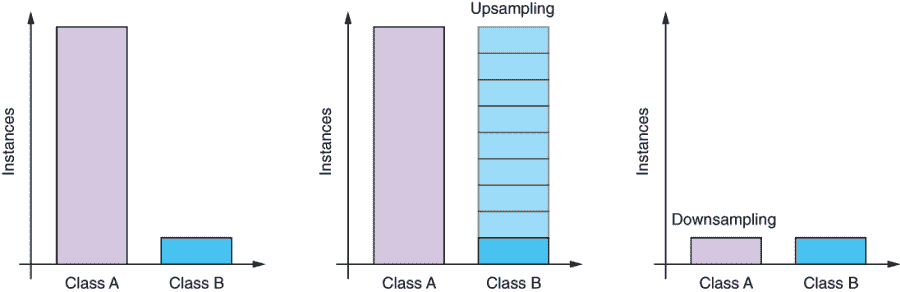 Instances
Class A
Class B
Upsampling
Instances
Class A
Class B
Downsampling
Instances
Class A
Class B